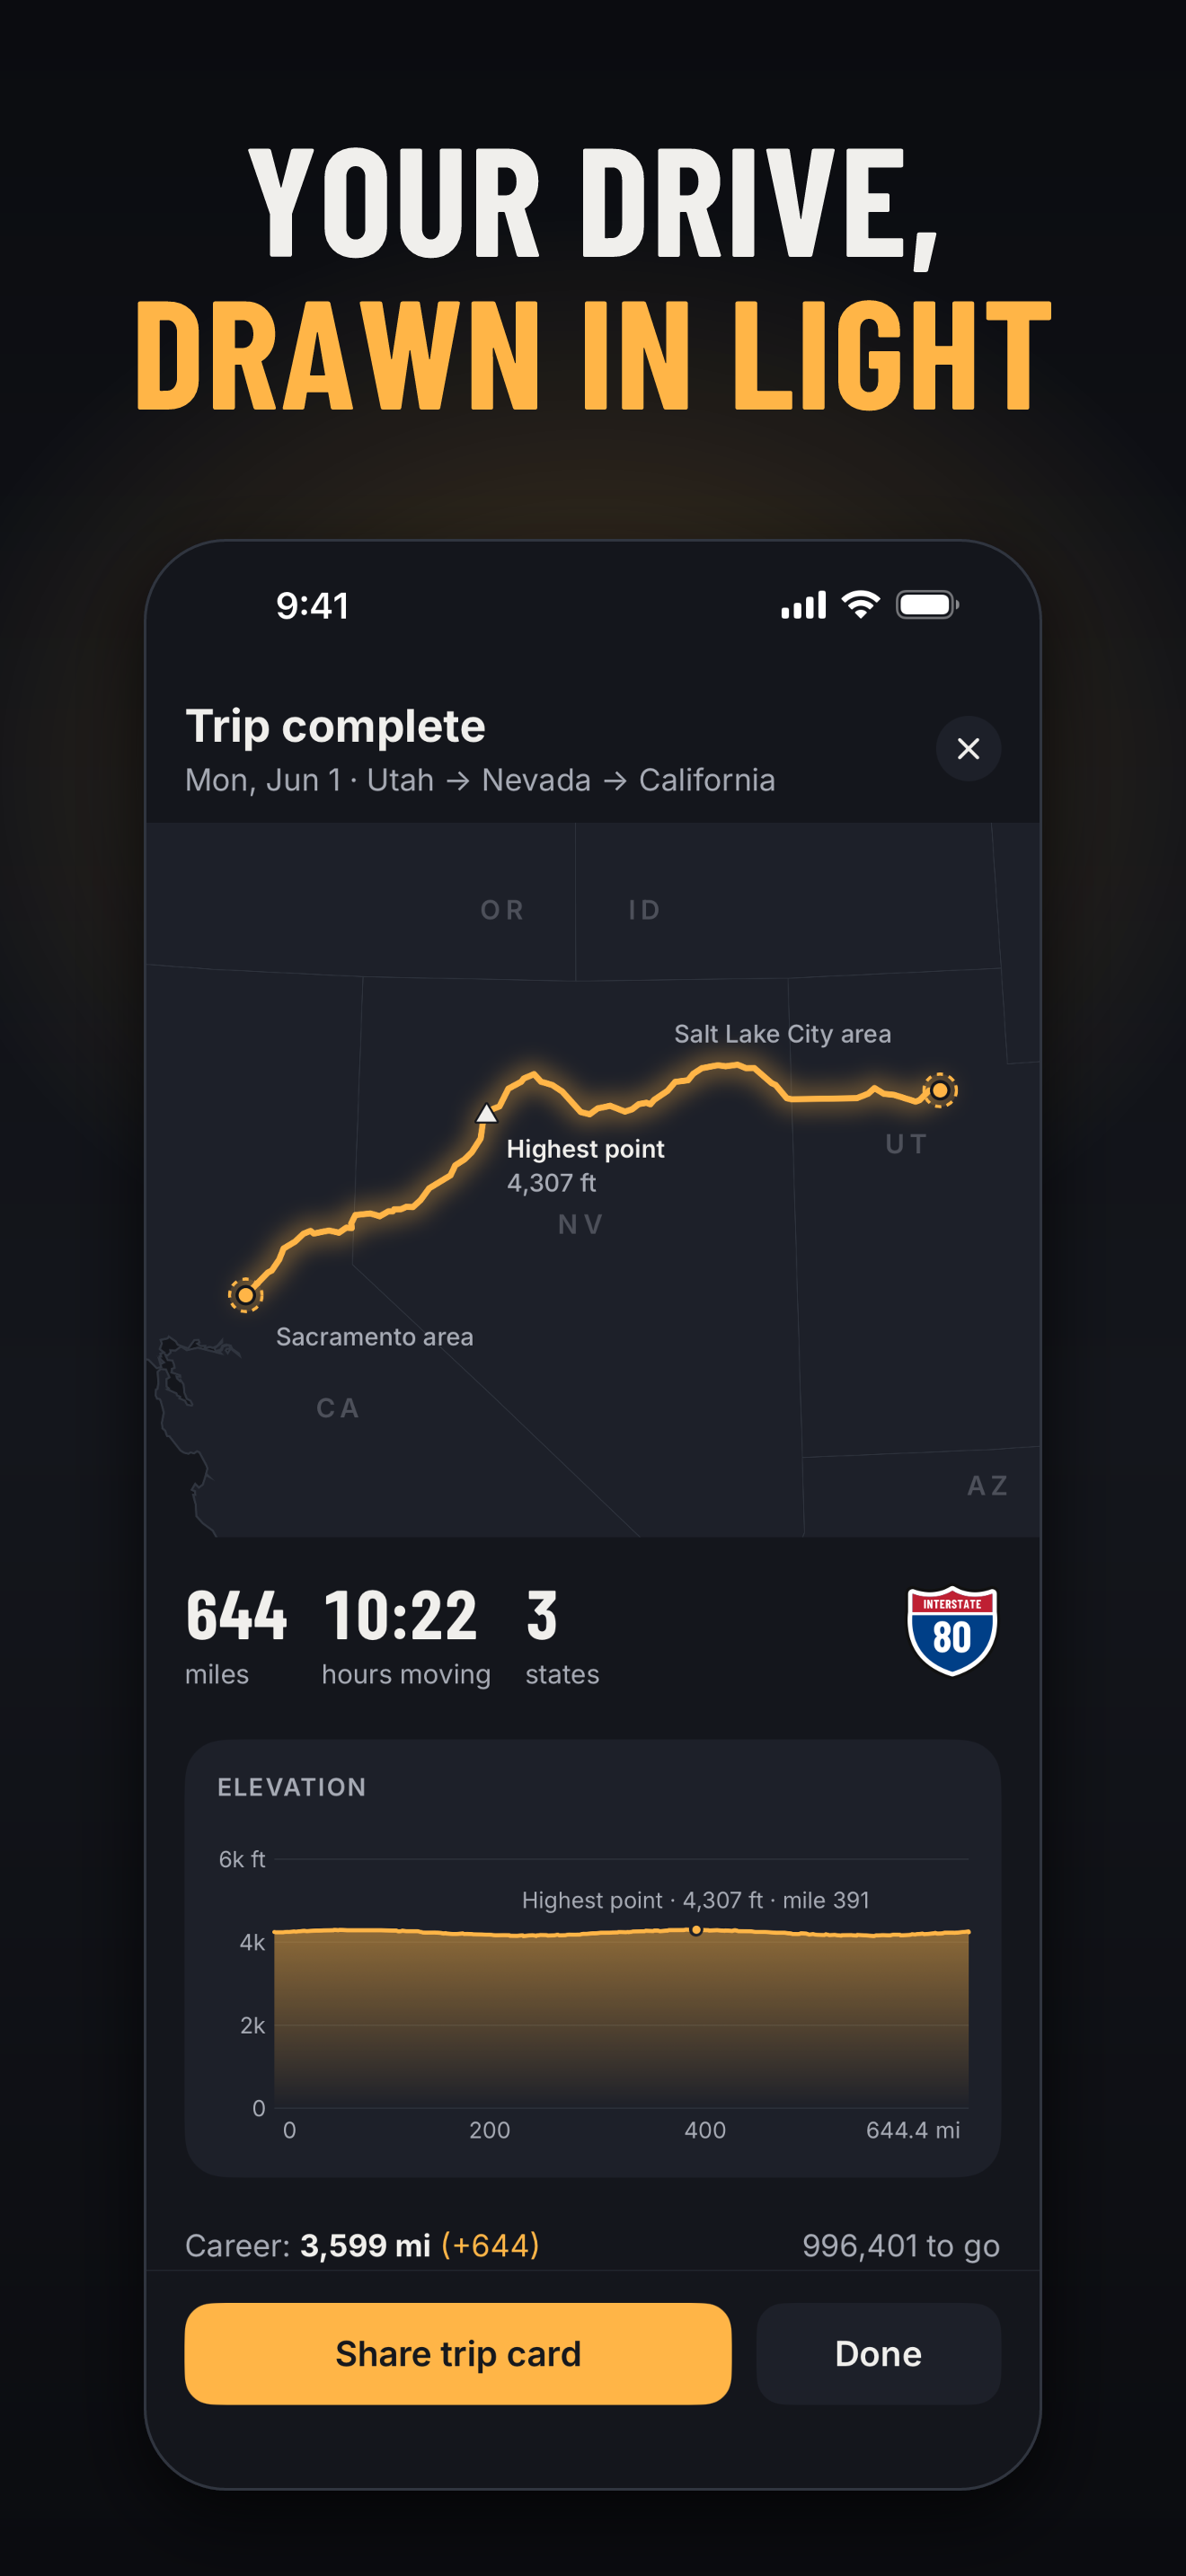 YOUR DRIVE,
DRAWN IN LIGHT
9:41
Trip complete
Mon, Jun 1 · Utah → Nevada → California
OR
ID
Salt Lake City area
UT
Highest point
4,307 ft
NV
Sacramento area
CA
AZ
644
miles
10:22
hours moving
3
states
INTERSTATE
80
ELEVATION
6k ft
Highest point · 4,307 ft · mile 391
4k
2k
0
0
200
400
644.4 mi
Career: 3,599 mi (+644)
996,401 to go
Share trip card
Done